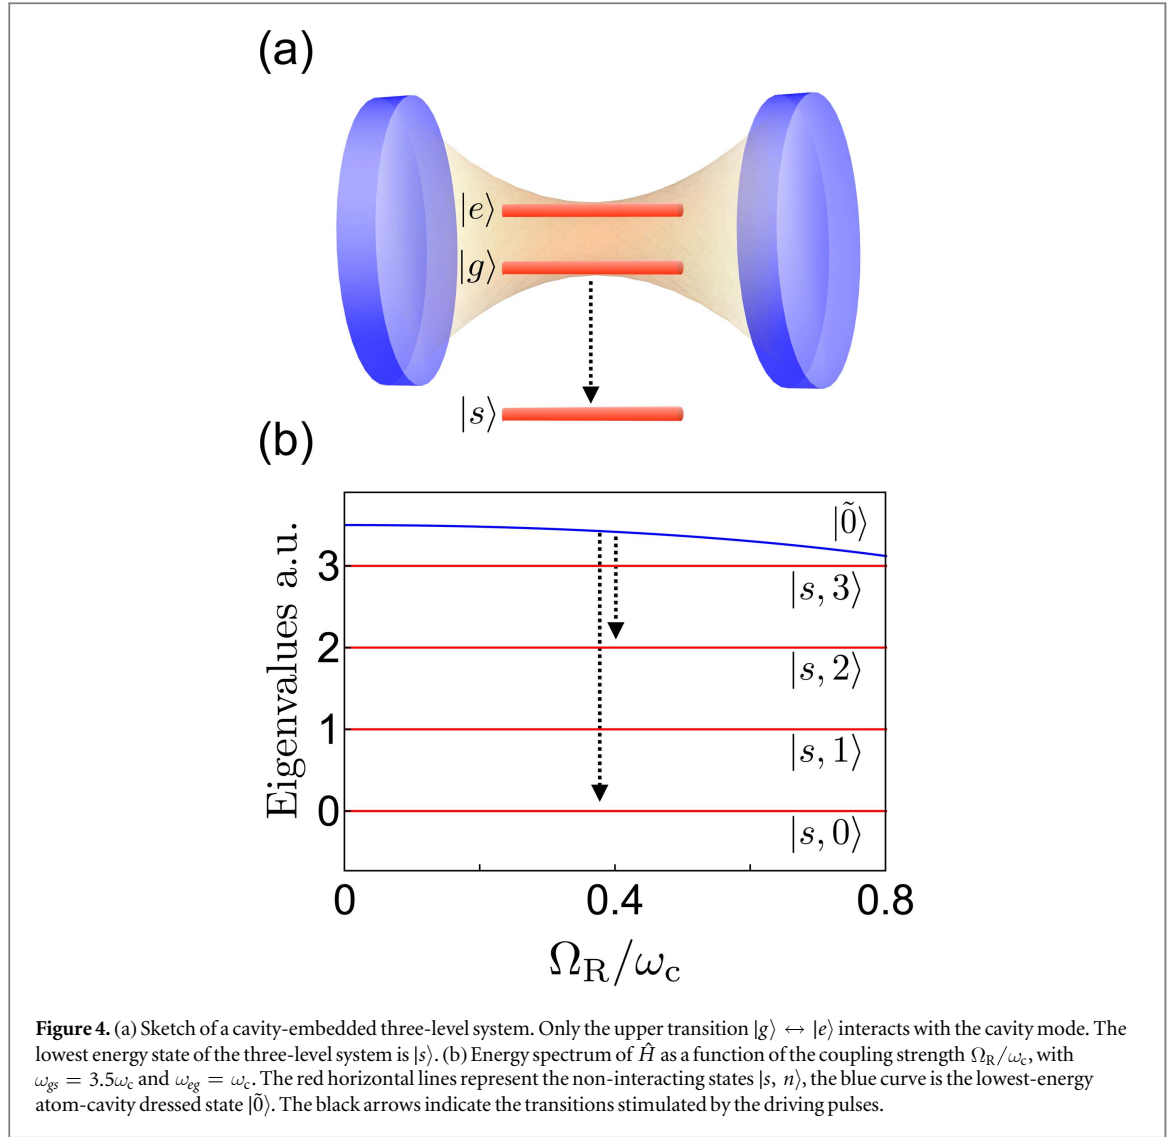 (a)
|e⟩
|g⟩
|s⟩
(b)
Eigenvalues a.u.
3
2
1
0
|0̃⟩
|s, 3⟩
|s, 2⟩
|s, 1⟩
|s, 0⟩
0 0.4 0.8
Ω_R/ω_c
Figure 4. (a) Sketch of a cavity-embedded three-level system. Only the upper transition |g⟩ ↔ |e⟩ interacts with the cavity mode. The
lowest energy state of the three-level system is |s⟩. (b) Energy spectrum of Ĥ as a function of the coupling strength Ω_R/ω_c, with
ω_gs = 3.5ω_c and ω_eg = ω_c. The red horizontal lines represent the non-interacting states |s, n⟩, the blue curve is the lowest-energy
atom-cavity dressed state |0̃⟩. The black arrows indicate the transitions stimulated by the driving pulses.